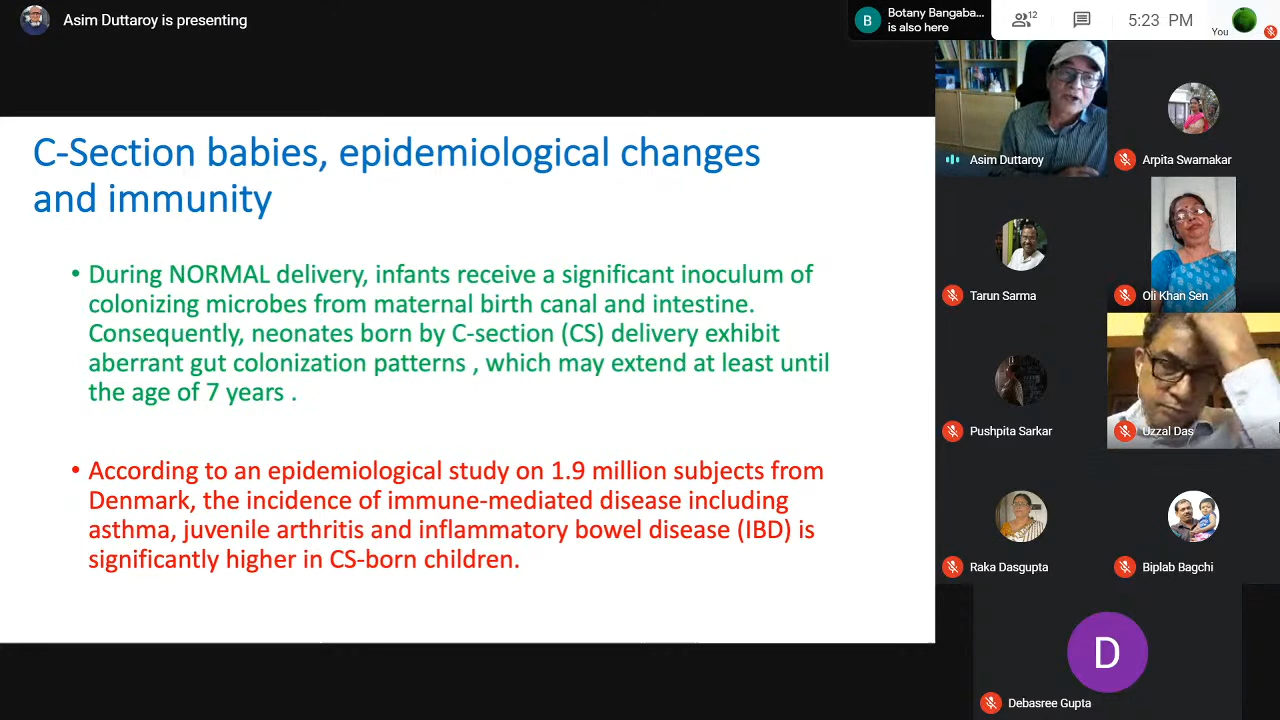 Asim Duttaroy is presenting
B
Botany Bangaba...
is also here
12
5:23 PM
You
C-Section babies, epidemiological changes
and immunity
• During NORMAL delivery, infants receive a significant inoculum of
colonizing microbes from maternal birth canal and intestine.
Consequently, neonates born by C-section (CS) delivery exhibit
aberrant gut colonization patterns , which may extend at least until
the age of 7 years .
• According to an epidemiological study on 1.9 million subjects from
Denmark, the incidence of immune-mediated disease including
asthma, juvenile arthritis and inflammatory bowel disease (IBD) is
significantly higher in CS-born children.
Asim Duttaroy
Arpita Swarnakar
Tarun Sarma
Oli Khan Sen
Pushpita Sarkar
Uzzal Das
Raka Dasgupta
Biplab Bagchi
D
Debasree Gupta